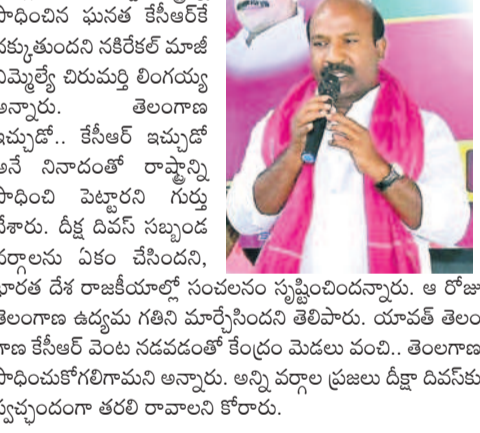 సాధించిన ఘనత కేసీఆర్‌కే
దక్కుతుందని నకిరేకల్ మాజీ
ఎమ్మెల్యే చిరుమర్తి లింగయ్య
అన్నారు. తెలంగాణ
ఇచ్చుడో.. కేసీఆర్ ఇచ్చుడో
అనే నినాదంతో రాష్ట్రాన్ని
సాధించి పెట్టారని గుర్తు
చేశారు. దీక్ష దివస్ సబ్బండ
వర్గాలను ఏకం చేసిందని,
భారత దేశ రాజకీయాల్లో సంచలనం సృష్టించిందన్నారు. ఆ రోజు
తెలంగాణ ఉద్యమ గతిని మార్చేసిందని తెలిపారు. యావత్ తెలం
గాణ కేసీఆర్ వెంట నడవడంతో కేంద్రం మెడలు వంచి.. తెంలగాణ
సాధించుకోగలిగామని అన్నారు. అన్ని వర్గాల ప్రజలు దీక్షా దివస్‌కు
స్వచ్ఛందంగా తరలి రావాలని కోరారు.